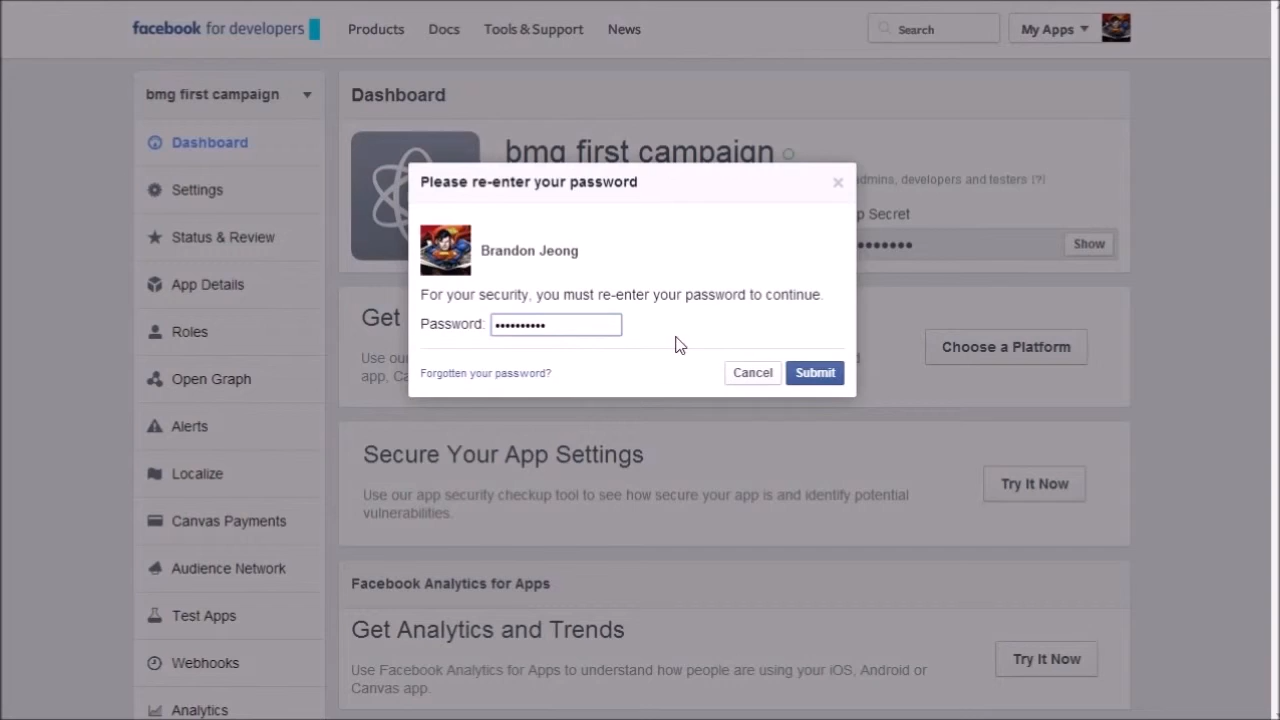 facebook for developers
Products
Docs
Tools & Support
News
Search
My Apps
bmg first campaign
Dashboard
Settings
Status & Review
App Details
Roles
Open Graph
Alerts
Localize
Canvas Payments
Audience Network
Test Apps
Webhooks
Analytics
Dashboard
bmg first campaign
admins, developers and testers [?]
p Secret
•••••••
Show
Please re-enter your password
Brandon Jeong
For your security, you must re-enter your password to continue.
Password: ••••••••••
Forgotten your password?
Cancel
Submit
Get
Use our
app, Ca
Choose a Platform
Secure Your App Settings
Use our app security checkup tool to see how secure your app is and identify potential
vulnerabilities.
Try It Now
Facebook Analytics for Apps
Get Analytics and Trends
Use Facebook Analytics for Apps to understand how people are using your iOS, Android or
Canvas app.
Try It Now